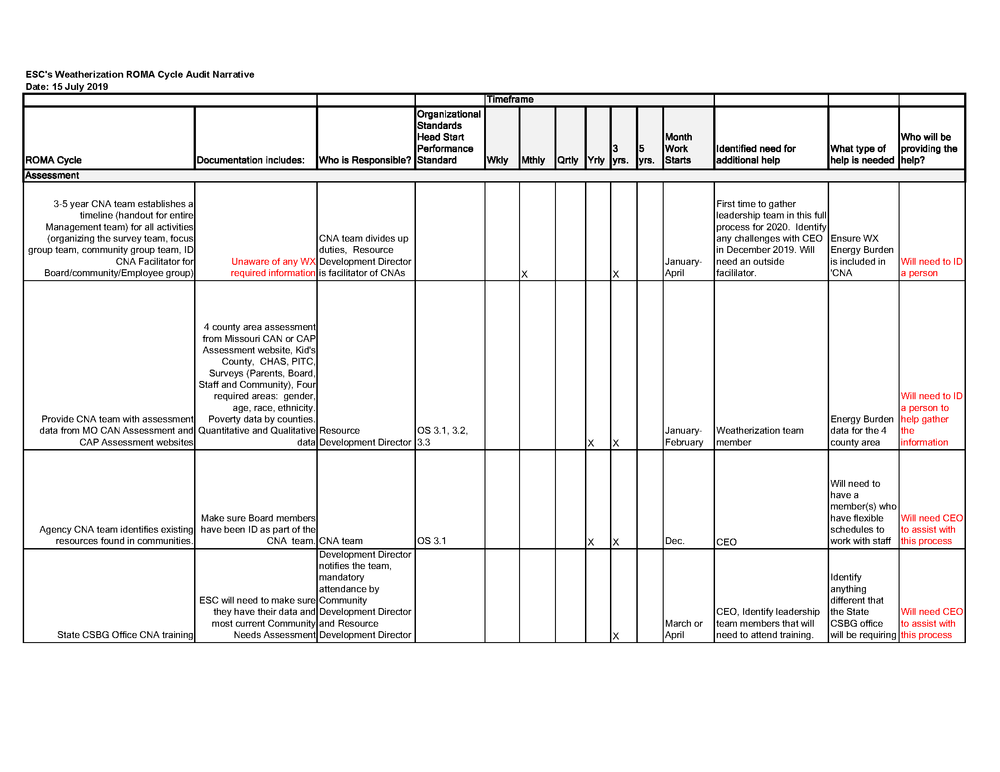 ESC's Weatherization ROMA Cycle Audit Narrative
Date: 15 July 2019
Timeframe
ROMA Cycle
Documentation includes:
Who is Responsible?
Organizational
Standards
Head Start
Performance
Standard
Wkly
Mthly
Qrtly
Yrly
3
yrs.
5
yrs.
Month
Work
Starts
Identified need for
additional help
What type of
help is needed
Who will be
providing the
help?
Assessment
3-5 year CNA team establishes a
timeline (handout for entire
Management team) for all activities
(organizing the survey team, focus
group team, community group team, ID
CNA Facilitator for
Board/community/Employee group)
Unaware of any WX
required information
CNA team divides up
duties,  Resource
Development Director
is facilitator of CNAs
X
X
January-
April
First time to gather
leadership team in this full
process for 2020.  Identify
any challenges with CEO
in December 2019. Will
need an outside
facililator.
Ensure WX
Energy Burden
is included in
'CNA
Will need to ID
a person
Provide CNA team with assessment
data from MO CAN Assessment and
CAP Assessment websites
4 county area assessment
from Missouri CAN or CAP
Assessment website, Kid's
County,  CHAS, PITC,
Surveys (Parents, Board,
Staff and Community), Four
required areas:  gender,
age, race, ethnicity.
Poverty data by counties.
Quantitative and Qualitative
data
Resource
Development Director
OS 3.1, 3.2,
3.3
X
X
January-
February
Weatherization team
member
Energy Burden
data for the 4
county area
Will need to ID
a person to
help gather
the
information
Agency CNA team identifies existing
resources found in communities.
Make sure Board members
have been ID as part of the
CNA  team.
CNA team
OS 3.1
X
X
Dec.
CEO
Will need to
have a
member(s) who
have flexible
schedules to
work with staff
Will need CEO
to assist with
this process
State CSBG Office CNA training
ESC will need to make sure
they have their data and
most current Community
Needs Assessment
Development Director
notifies the team,
mandatory
attendance by
Community
Development Director
and Resource
Development Director
X
March or
April
CEO, Identify leadership
team members that will
need to attend training.
Identify
anything
different that
the State
CSBG office
will be requiring
Will need CEO
to assist with
this process